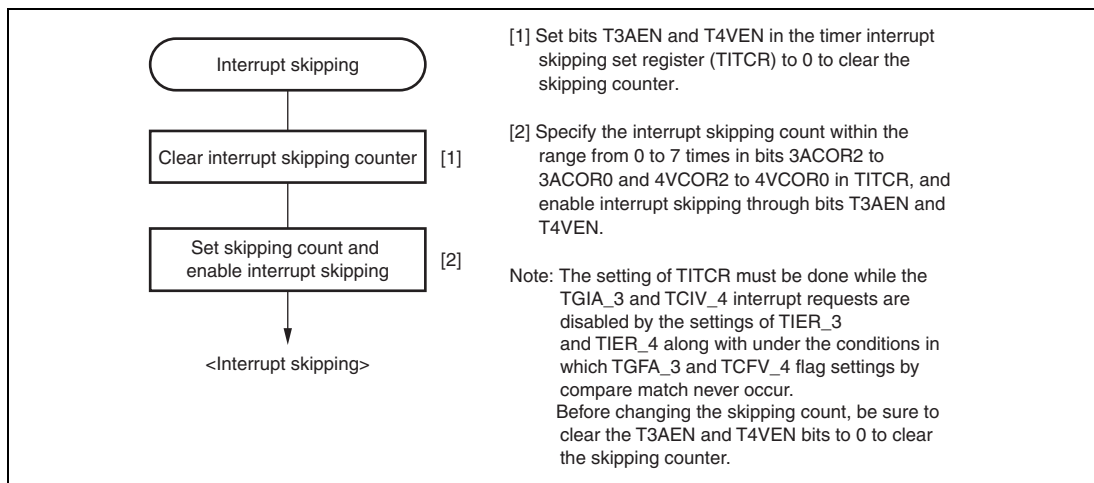 Interrupt skipping
Clear interrupt skipping counter
[1]
Set skipping count and
enable interrupt skipping
[2]
<Interrupt skipping>
[1] Set bits T3AEN and T4VEN in the timer interrupt
skipping set register (TITCR) to 0 to clear the
skipping counter.
[2] Specify the interrupt skipping count within the
range from 0 to 7 times in bits 3ACOR2 to
3ACOR0 and 4VCOR2 to 4VCOR0 in TITCR, and
enable interrupt skipping through bits T3AEN and
T4VEN.
Note: The setting of TITCR must be done while the
TGIA_3 and TCIV_4 interrupt requests are
disabled by the settings of TIER_3
and TIER_4 along with under the conditions in
which TGFA_3 and TCFV_4 flag settings by
compare match never occur.
Before changing the skipping count, be sure to
clear the T3AEN and T4VEN bits to 0 to clear
the skipping counter.